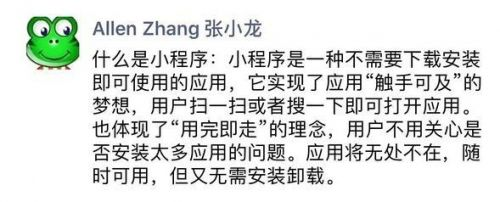 Allen Zhang 张小龙
什么是小程序：小程序是一种不需要下载安装
即可使用的应用，它实现了应用“触手可及”的
梦想，用户扫一扫或者搜一下即可打开应用。
也体现了“用完即走”的理念，用户不用关心是
否安装太多应用的问题。应用将无处不在，随
时可用，但又无需安装卸载。